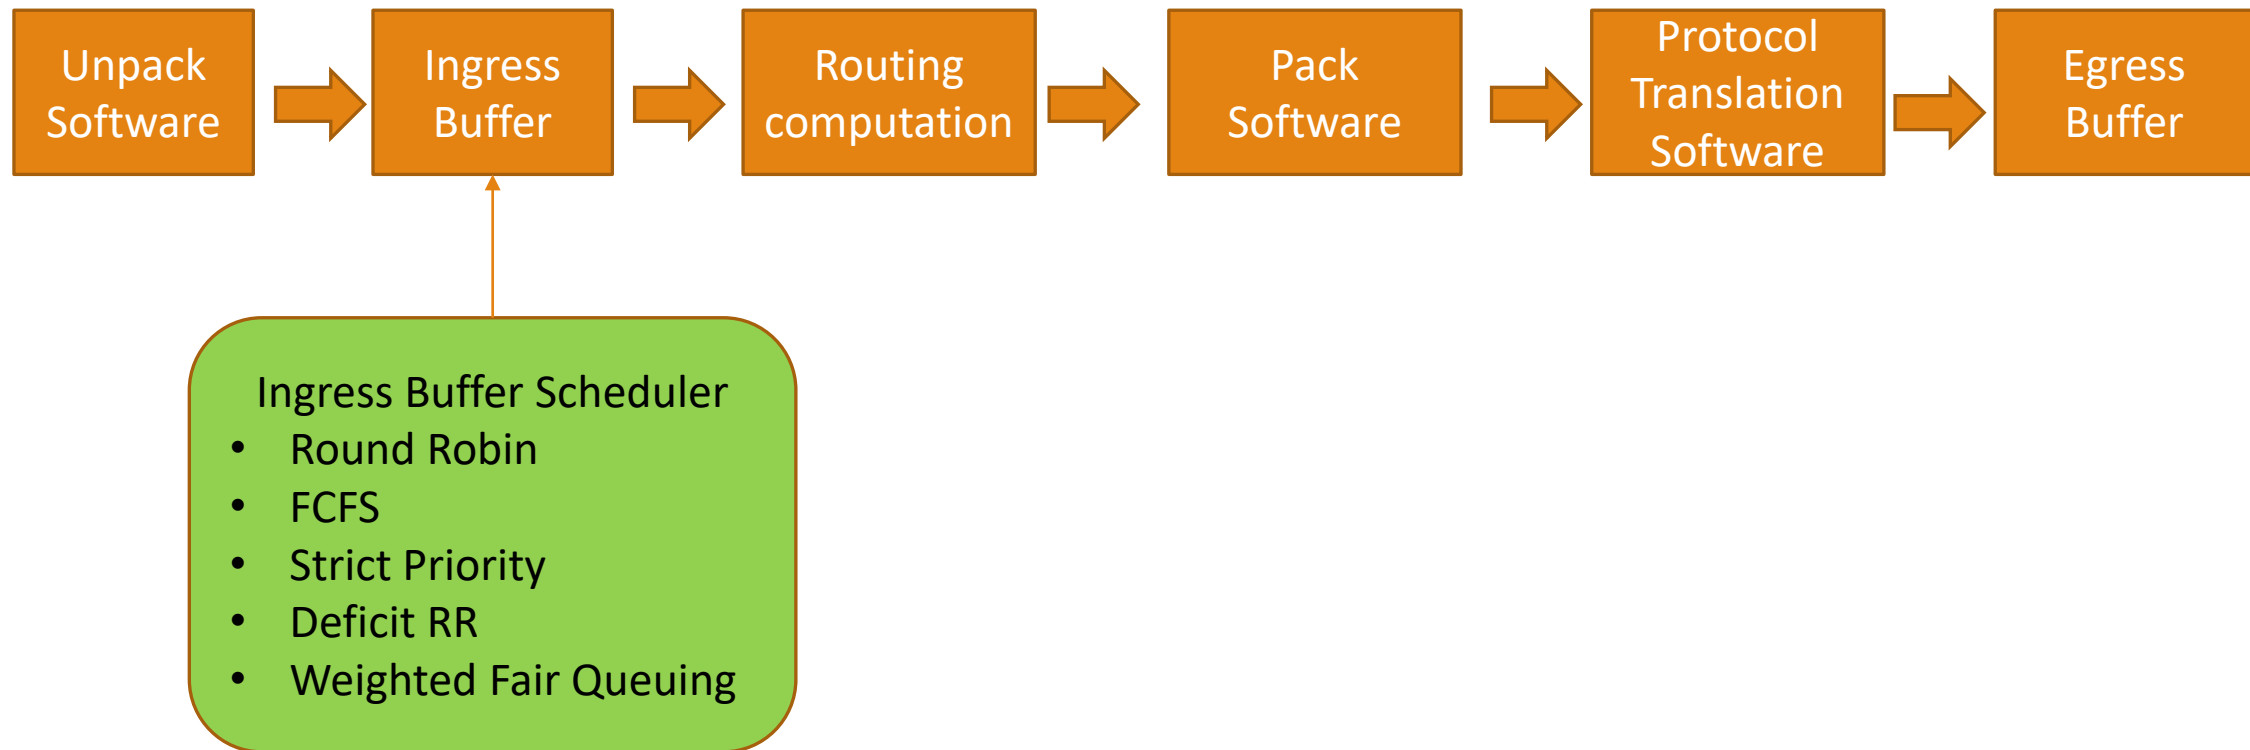 Unpack
Software
Ingress
Buffer
Routing
computation
Pack
Software
Protocol
Translation
Software
Egress
Buffer
Ingress Buffer Scheduler
• Round Robin
• FCFS
• Strict Priority
• Deficit RR
• Weighted Fair Queuing